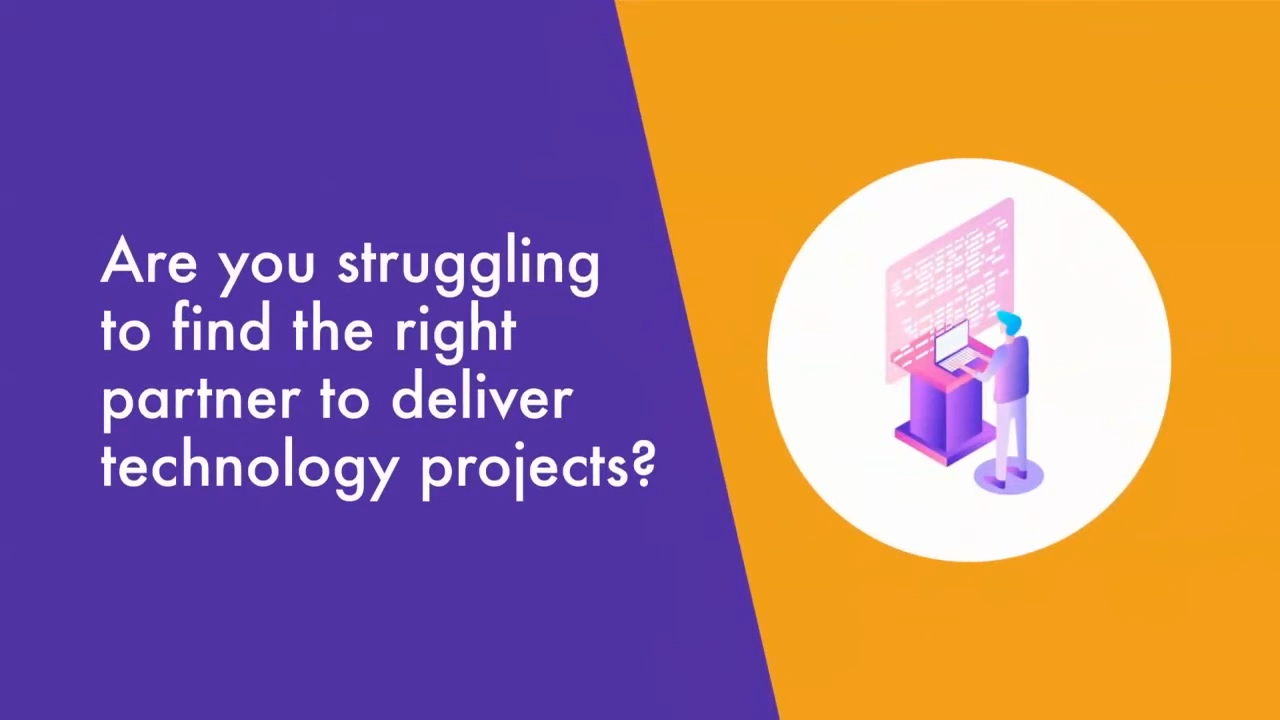 Are you struggling
to find the right
partner to deliver
technology projects?